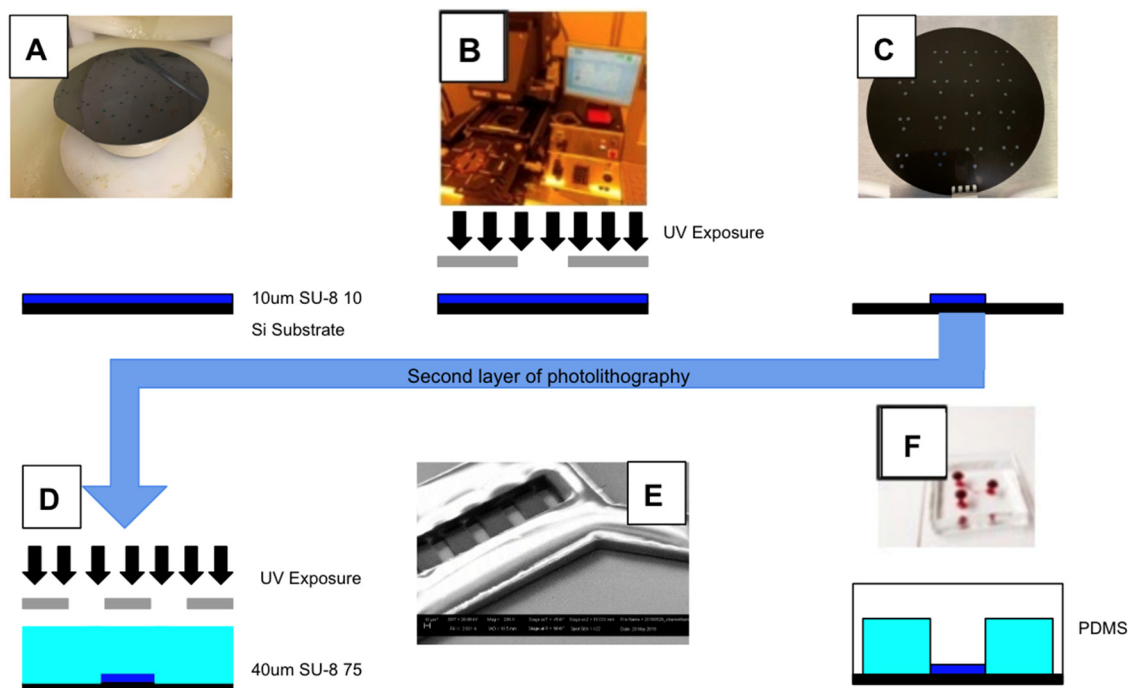 A
B
C
UV Exposure
10um SU-8 10
Si Substrate
Second layer of photolithography
D
E
F
UV Exposure
PDMS
40um SU-8 75